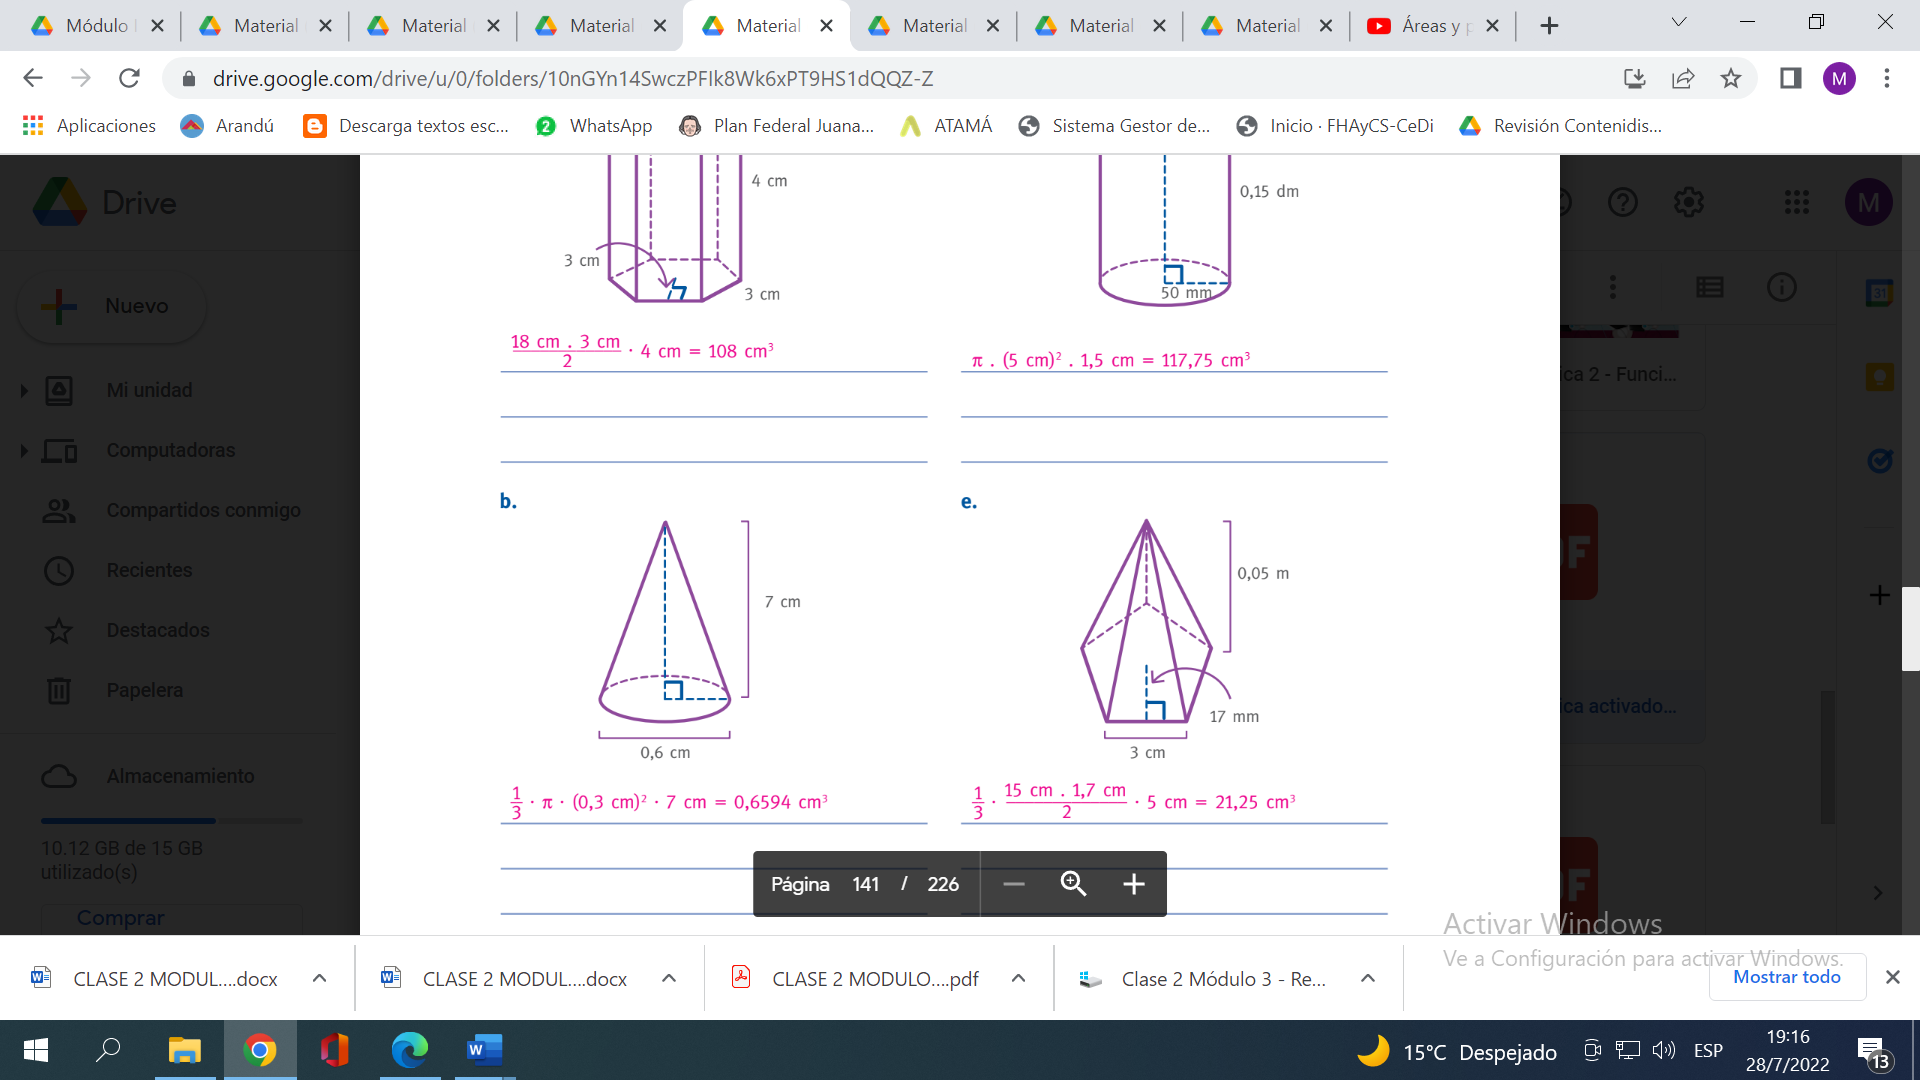 Módulo
Material
Material
Material
Material
Material
Material
Material
Áreas y p
drive.google.com/drive/u/0/folders/10nGYn14SwczPFIk8Wk6xPT9HS1dQQZ-Z
M
Aplicaciones
Arandú
Descarga textos esc...
2
WhatsApp
Plan Federal Juana...
ATAMÁ
Sistema Gestor de...
Inicio · FHAyCS-CeDi
Revisión Contenidis...
Drive
M
Nuevo
Mi unidad
Computadoras
Compartidos conmigo
Recientes
Destacados
Papelera
Almacenamiento
10.12 GB de 15 GB
utilizado(s)
Comprar
4 cm
3 cm
3 cm
18 cm . 3 cm / 2 · 4 cm = 108 cm³
0,15 dm
50 mm
π . (5 cm)² . 1,5 cm = 117,75 cm³
b.
7 cm
0,6 cm
1/3 · π · (0,3 cm)² · 7 cm = 0,6594 cm³
e.
0,05 m
17 mm
3 cm
1/3 · 15 cm . 1,7 cm / 2 · 5 cm = 21,25 cm³
Página 141 / 226
ica 2 - Funci...
ica activado...
31
Activar Windows
Ve a Configuración para activar Windows.
CLASE 2 MODUL....docx
CLASE 2 MODUL....docx
CLASE 2 MODULO....pdf
Clase 2 Módulo 3 - Re...
Mostrar todo
15°C Despejado
ESP
19:16
28/7/2022
13